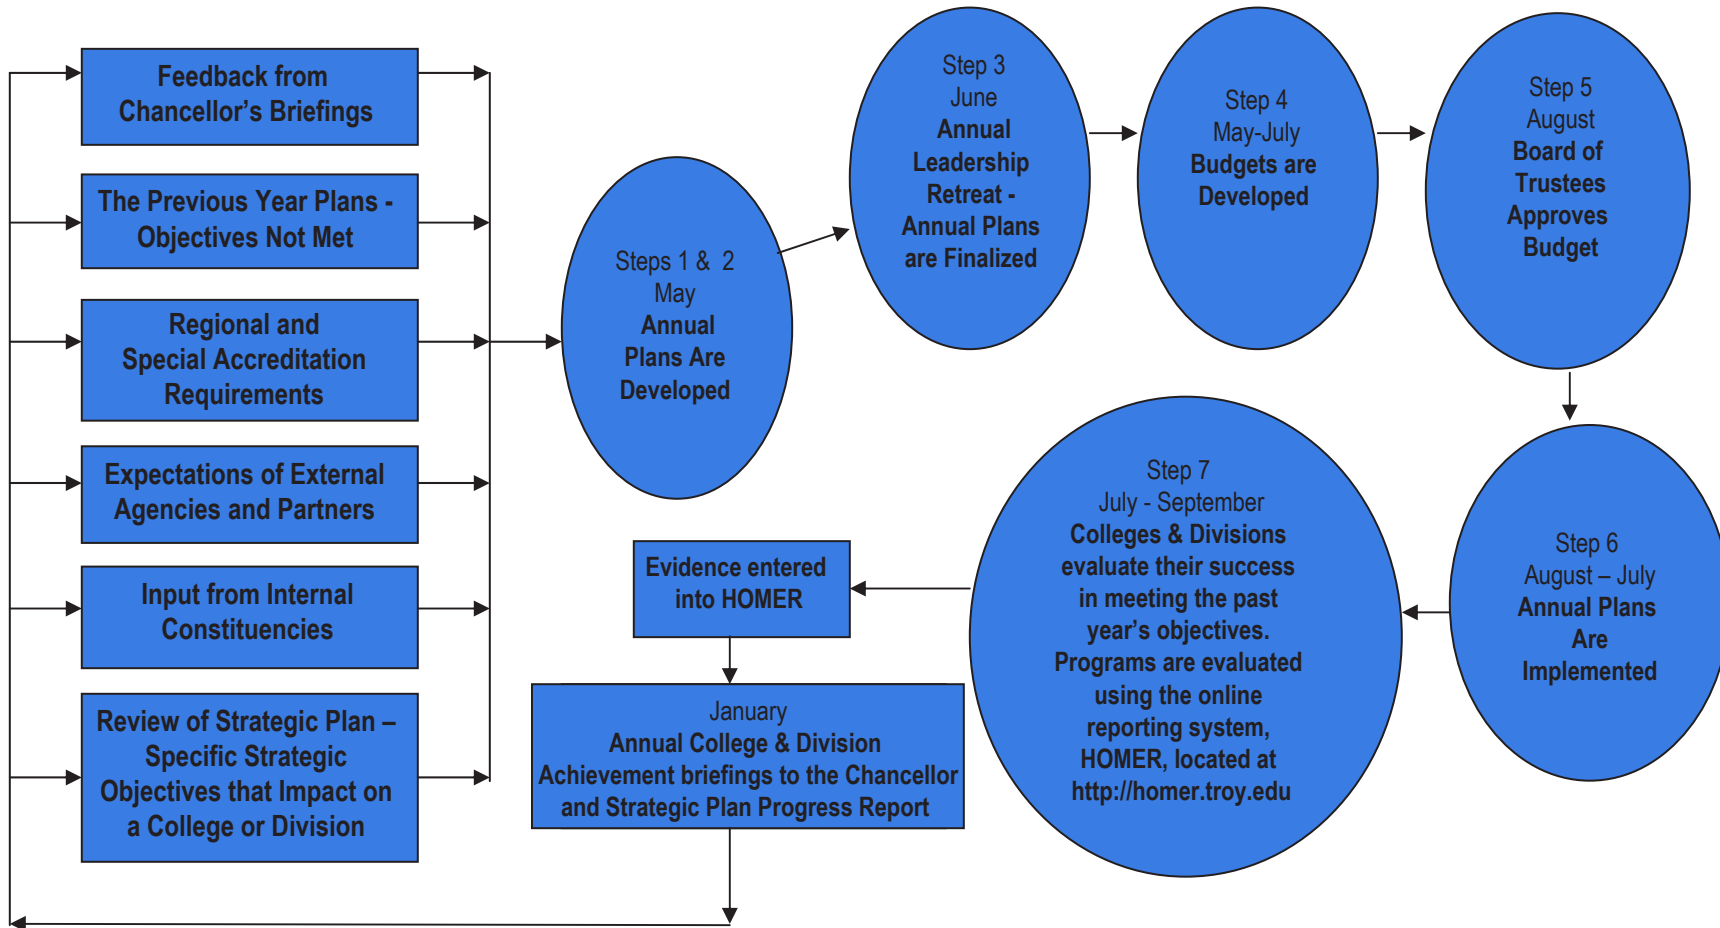 Feedback from
Chancellor’s Briefings
The Previous Year Plans -
Objectives Not Met
Regional and
Special Accreditation
Requirements
Expectations of External
Agencies and Partners
Input from Internal
Constituencies
Review of Strategic Plan –
Specific Strategic
Objectives that Impact on
a College or Division
Steps 1 & 2
May
Annual
Plans Are
Developed
Step 3
June
Annual
Leadership
Retreat -
Annual Plans
are Finalized
Step 4
May-July
Budgets are
Developed
Step 5
August
Board of
Trustees
Approves
Budget
Step 6
August – July
Annual Plans
Are
Implemented
Step 7
July - September
Colleges & Divisions
evaluate their success
in meeting the past
year’s objectives.
Programs are evaluated
using the online
reporting system,
HOMER, located at
http://homer.troy.edu
Evidence entered
into HOMER
January
Annual College & Division
Achievement briefings to the Chancellor
and Strategic Plan Progress Report